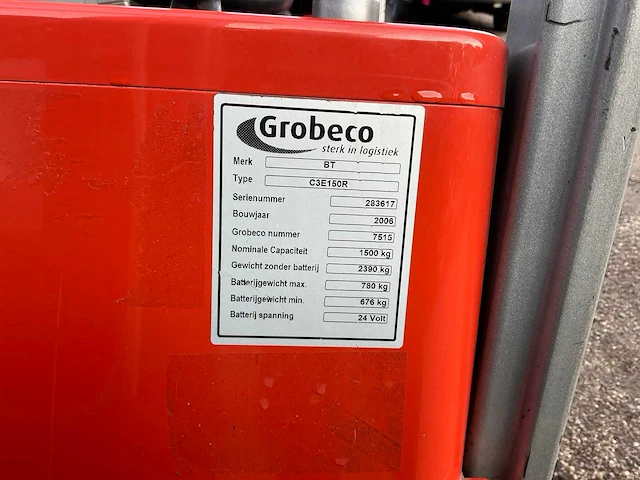 Grobeco
sterk in logistiek
Merk BT
Type C3E150R
Serienummer 283617
Bouwjaar 2006
Grobeco nummer 7515
Nominale Capaciteit 1500 kg
Gewicht zonder batterij 2390 kg
Batterijgewicht max. 780 kg
Batterijgewicht min. 676 kg
Batterij spanning 24 Volt